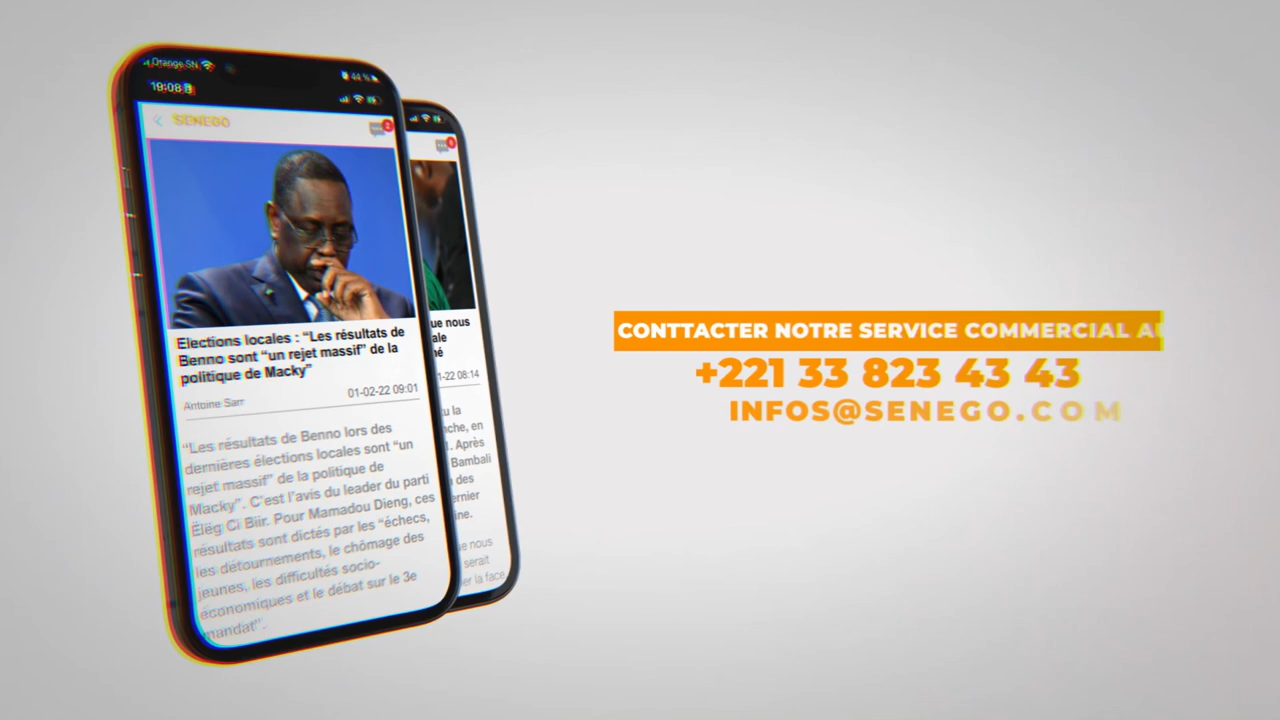 Orange SN
44 %
19:08
SENEGO
2
Elections locales : “Les résultats de
Benno sont “un rejet massif” de la
politique de Macky”
Antoine Sarr
01-02-22 09:01
“Les résultats de Benno lors des
dernières élections locales sont “un
rejet massif” de la politique de
Macky”. C’est l’avis du leader du parti
Élég Ci Biir. Pour Mamadou Dieng, ces
résultats sont dictés par les “échecs,
les détournements, le chômage des
jeunes, les difficultés socio-
économiques et le débat sur le 3e
mandat”.
ue nous
ale
1-22 08:14
la
en
. Après
Bambali
des
ine.
nous
serait
la face
CONTTACTER NOTRE SERVICE COMMERCIAL AU
+221 33 823 43 43
INFOS@SENEGO.COM